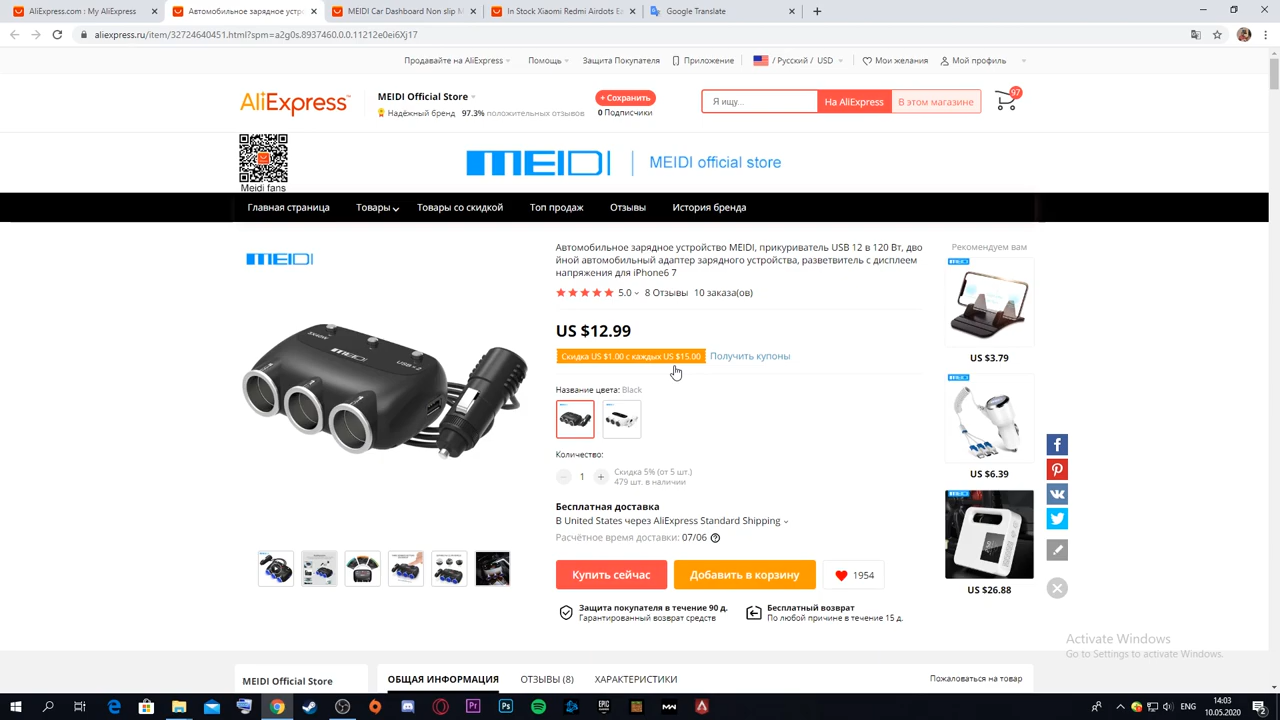 AliExpress.com : My AliExpress
Автомобильное зарядное устро
MEIDI Car Dashboard Non slip M
In Stock Xiaomi Redmi Airdots Ea
Google Translate
aliexpress.ru/item/32724640451.html?spm=a2g0s.8937460.0.0.11212e0ei6Xj17
Продавайте на AliExpress
Помощь
Защита Покупателя
Приложение
/ Русский / USD
Мои желания
Мой профиль
AliExpress
MEIDI Official Store
Надёжный бренд 97.3% положительных отзывов
+ Сохранить
0 Подписчики
Я ищу...
На AliExpress
В этом магазине
97
Meidi fans
MEIDI
MEIDI official store
Главная страница
Товары
Товары со скидкой
Топ продаж
Отзывы
История бренда
MEIDI
Автомобильное зарядное устройство MEIDI, прикуриватель USB 12 в 120 Вт, дво
йной автомобильный адаптер зарядного устройства, разветвитель с дисплеем
напряжения для iPhone6 7
5.0
8 Отзывы
10 заказа(ов)
US $12.99
Скидка US $1.00 с каждых US $15.00
Получить купоны
Название цвета: Black
Количество:
1
Скидка 5% (от 5 шт.)
479 шт. в наличии
Бесплатная доставка
В United States через AliExpress Standard Shipping
Расчётное время доставки: 07/06
Купить сейчас
Добавить в корзину
1954
Защита покупателя в течение 90 д.
Гарантированный возврат средств
Бесплатный возврат
По любой причине в течение 15 д.
Рекомендуем вам
US $3.79
US $6.39
US $26.88
Activate Windows
Go to Settings to activate Windows.
MEIDI Official Store
ОБЩАЯ ИНФОРМАЦИЯ
ОТЗЫВЫ (8)
ХАРАКТЕРИСТИКИ
Пожаловаться на товар
ENG
14:03
10.05.2020